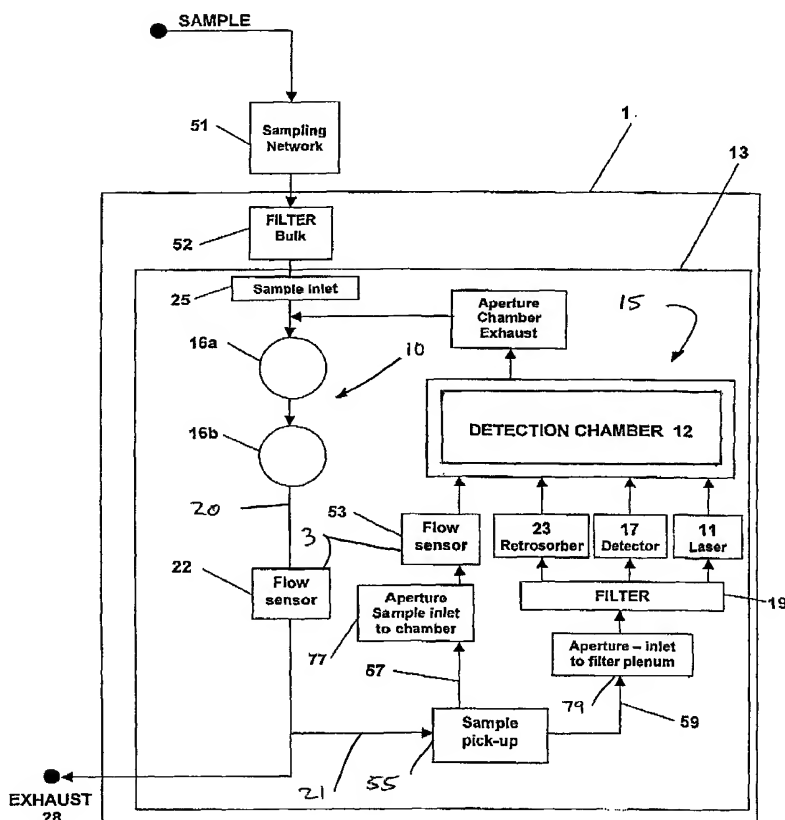 SAMPLE
51
Sampling
Network
1.
13
52
FILTER
Bulk
25
Sample inlet
Aperture
Chamber
Exhaust
15
16a
10
DETECTION CHAMBER 12
16b
20
53
Flow
sensor
3
23
Retrosorber
17
Detector
11
Laser
22
Flow
sensor
FILTER
19
Aperture
Sample inlet
to chamber
77
Aperture – inlet
to filter plenum
79
57
59
Sample
pick-up
55
21
EXHAUST
28